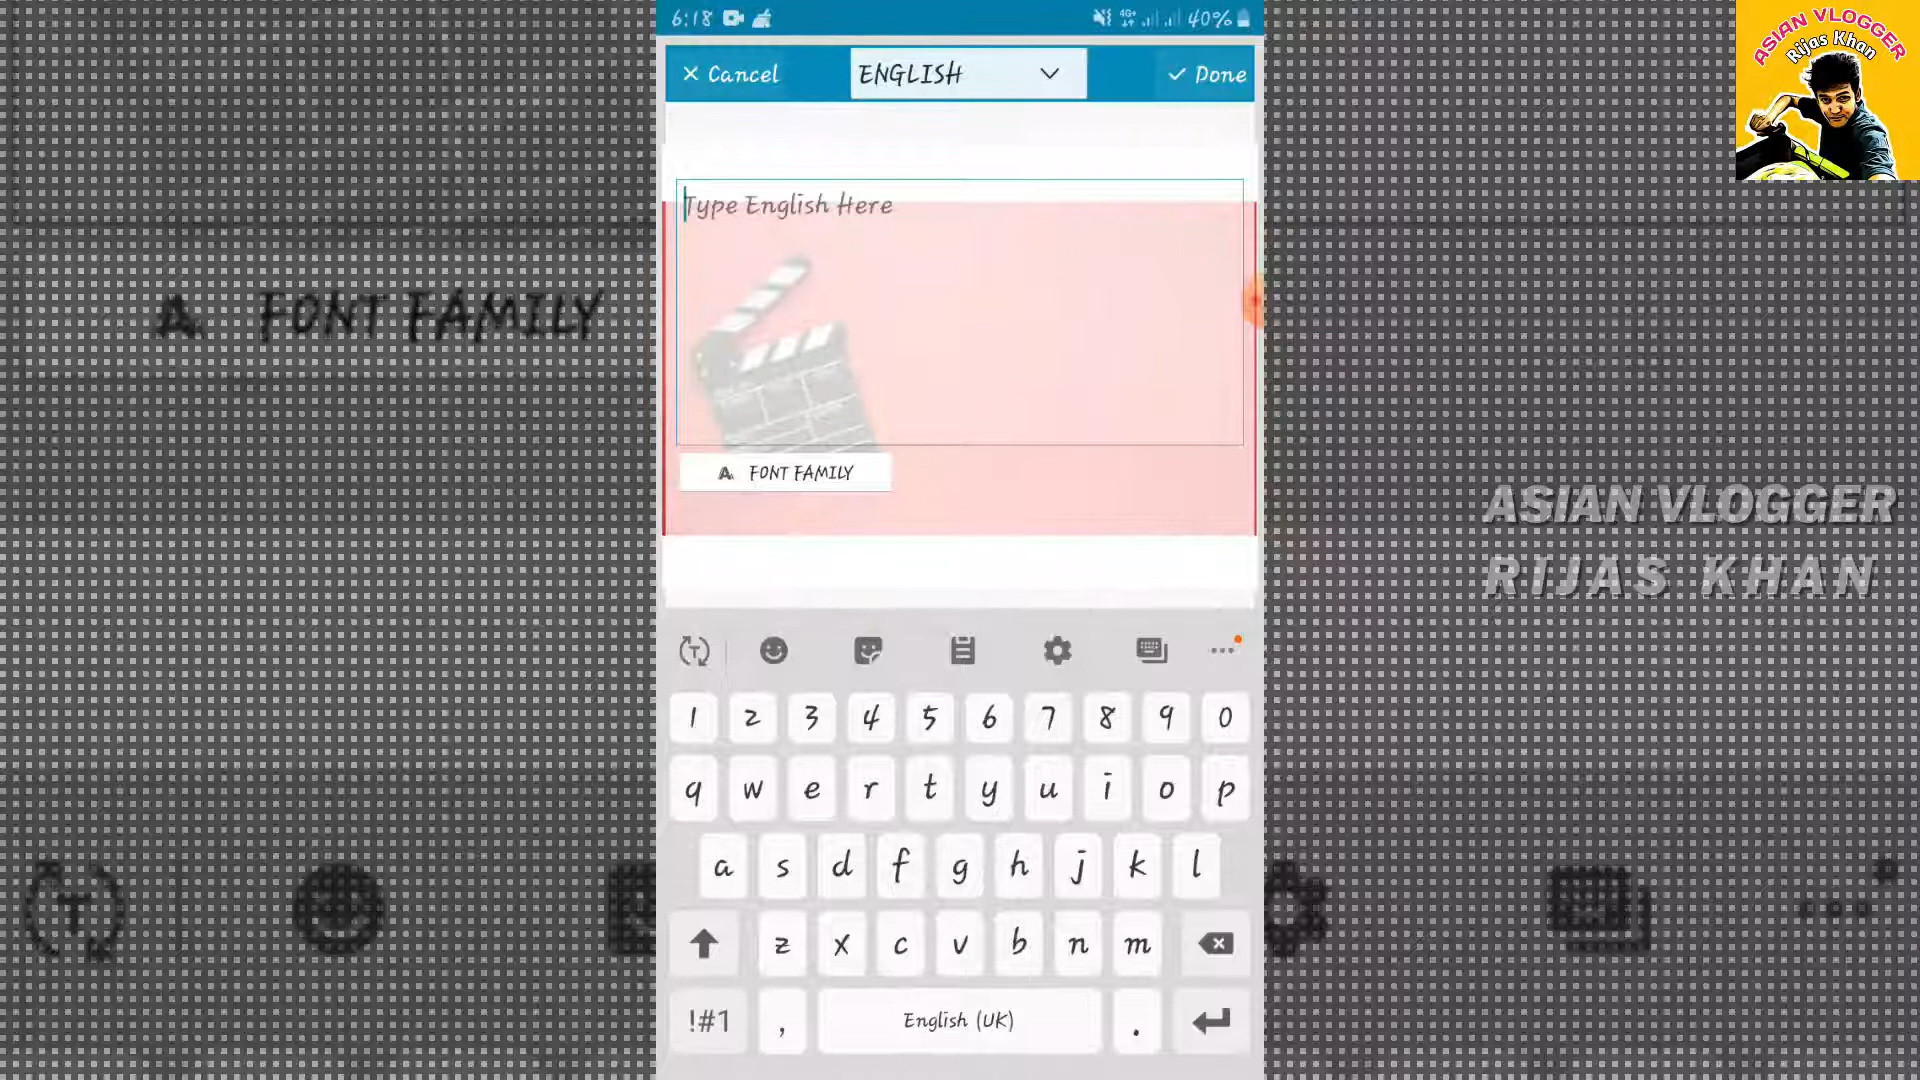 6:18 4G+ 40%
× Cancel ENGLISH ✓ Done
Type English Here
A FONT FAMILY
1 2 3 4 5 6 7 8 9 0
q w e r t y u i o p
a s d f g h j k l
z x c v b n m
!#1 , English (UK) .
A FONT FAMILY
ASIAN VLOGGER
Rijas Khan
ASIAN VLOGGER
RIJAS KHAN